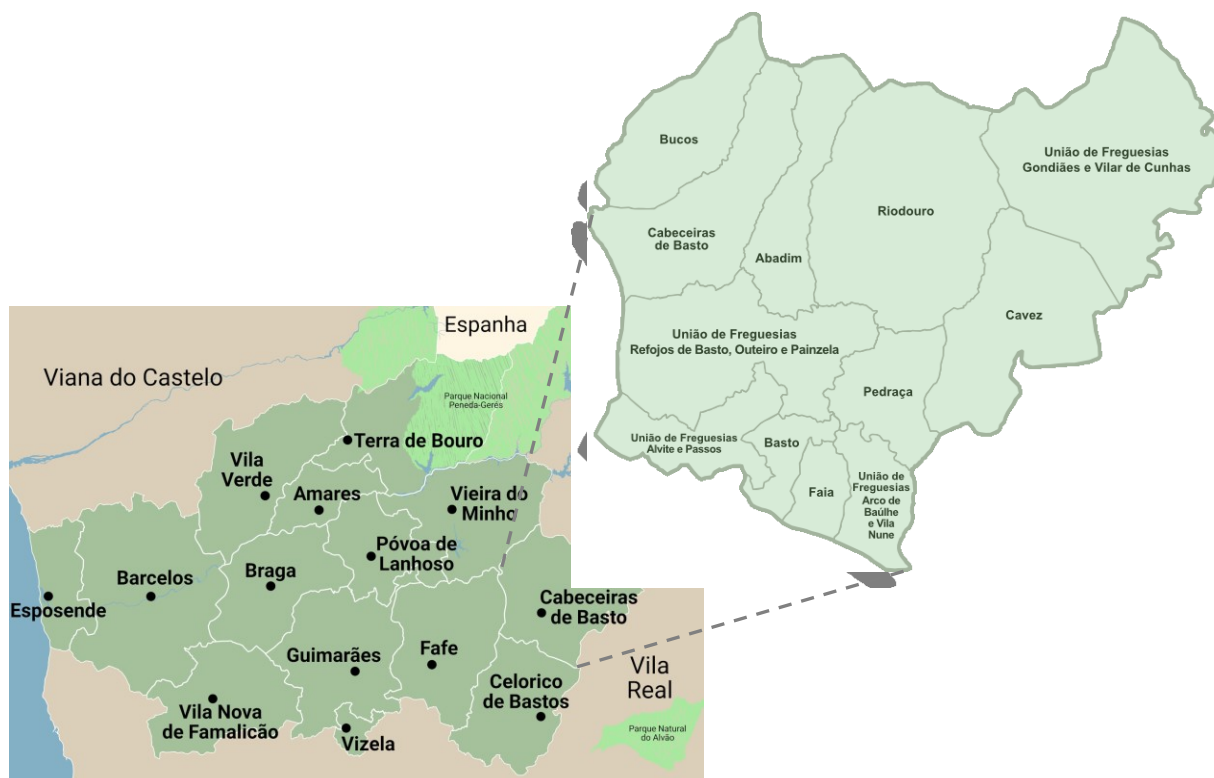 Bucos
União de Freguesias
Gondiães e Vilar de Cunhas
Riodouro
Cabeceiras
de Basto
Abadim
Cavez
União de Freguesias
Refojos de Basto, Outeiro e Painzela
Pedraça
União de Freguesias
Alvite e Passos
Basto
Faia
União de
Freguesias
Arco de
Baúlhe
e Vila
Nune
Espanha
Viana do Castelo
Parque Nacional
Peneda-Gerés
Terra de Bouro
Vila
Verde
Amares
Vieira do
Minho
Póvoa de
Lanhoso
Barcelos
Braga
Esposende
Cabeceiras
de Basto
Guimarães
Fafe
Celorico
de Bastos
Vila
Real
Vila Nova
de Famalicão
Vizela
Parque Natural
do Alvão